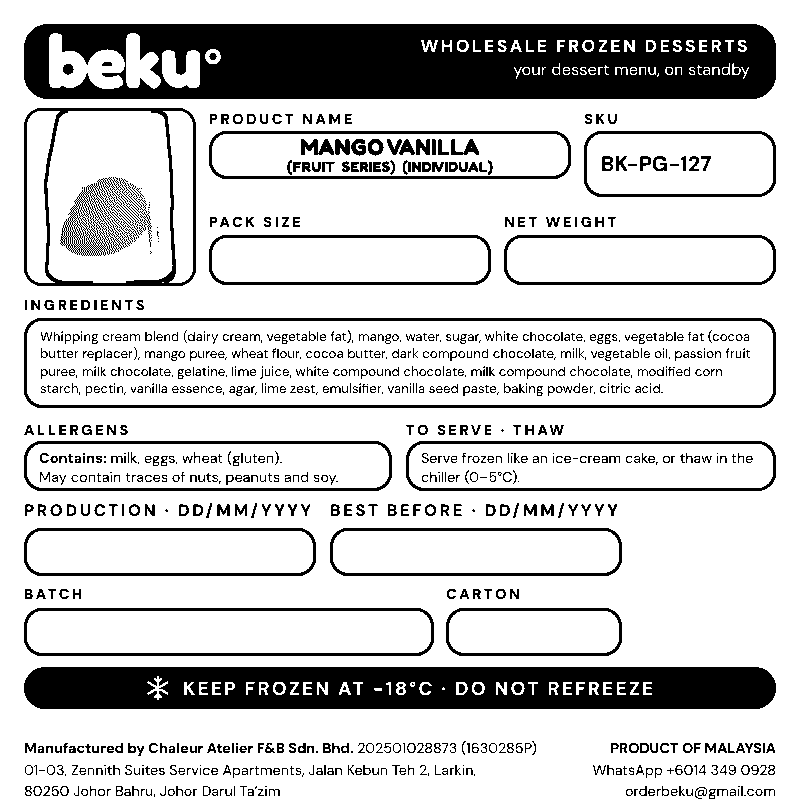 beku°
WHOLESALE FROZEN DESSERTS
your dessert menu, on standby
PRODUCT NAME
MANGO VANILLA
(FRUIT SERIES) (INDIVIDUAL)
SKU
BK-PG-127
PACK SIZE
NET WEIGHT
INGREDIENTS
Whipping cream blend (dairy cream, vegetable fat), mango, water, sugar, white chocolate, eggs, vegetable fat (cocoa
butter replacer), mango puree, wheat flour, cocoa butter, dark compound chocolate, milk, vegetable oil, passion fruit
puree, milk chocolate, gelatine, lime juice, white compound chocolate, milk compound chocolate, modified corn
starch, pectin, vanilla essence, agar, lime zest, emulsifier, vanilla seed paste, baking powder, citric acid.
ALLERGENS
Contains: milk, eggs, wheat (gluten).
May contain traces of nuts, peanuts and soy.
TO SERVE · THAW
Serve frozen like an ice-cream cake, or thaw in the
chiller (0–5°C).
PRODUCTION · DD/MM/YYYY
BEST BEFORE · DD/MM/YYYY
BATCH
CARTON
KEEP FROZEN AT -18°C · DO NOT REFREEZE
Manufactured by Chaleur Atelier F&B Sdn. Bhd. 202501028873 (1630286P)
01-03, Zennith Suites Service Apartments, Jalan Kebun Teh 2, Larkin,
80250 Johor Bahru, Johor Darul Ta'zim
PRODUCT OF MALAYSIA
WhatsApp +6014 349 0928
orderbeku@gmail.com